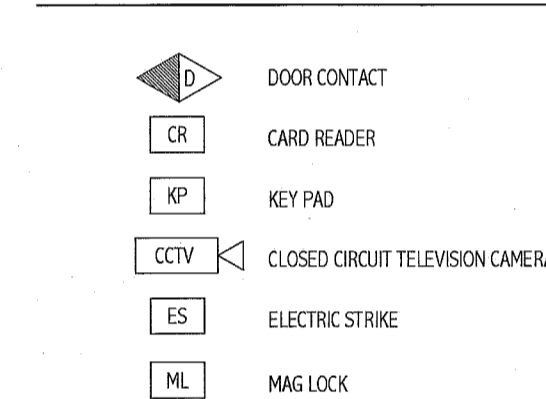 D DOOR CONTACT
CR CARD READER
KP KEY PAD
CCTV CLOSED CIRCUIT TELEVISION CAMERA
ES ELECTRIC STRIKE
ML MAG LOCK